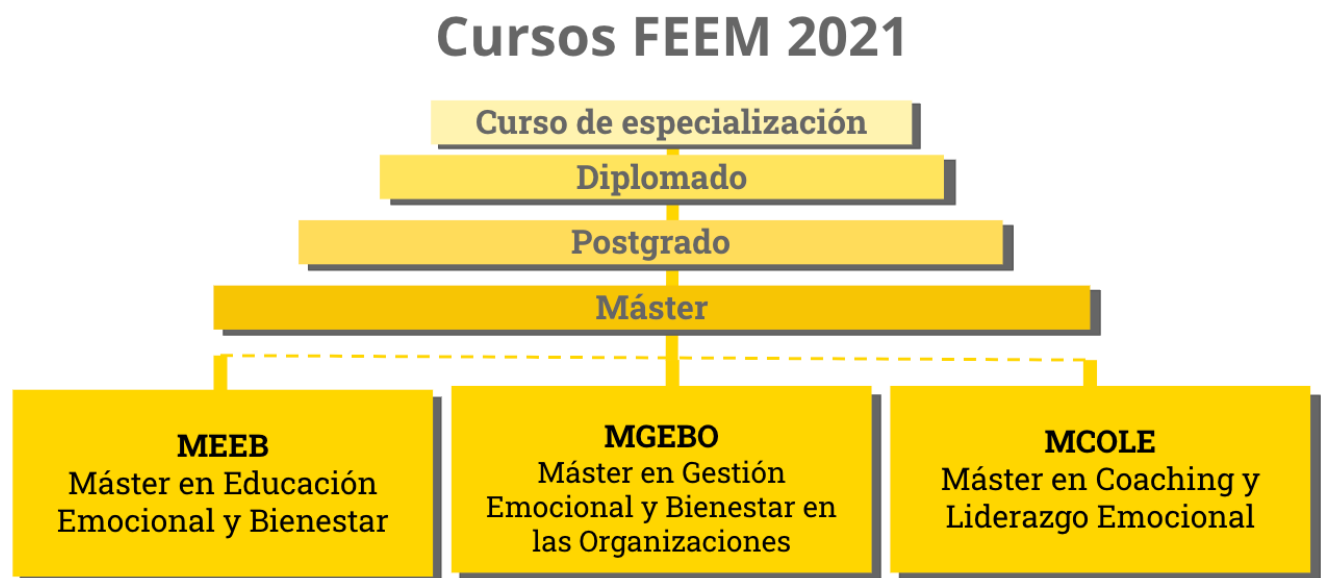 Cursos FEEM 2021
Curso de especialización
Diplomado
Postgrado
Máster
MEEB
Máster en Educación
Emocional y Bienestar
MGEBO
Máster en Gestión
Emocional y Bienestar en
las Organizaciones
MCOLE
Máster en Coaching y
Liderazgo Emocional